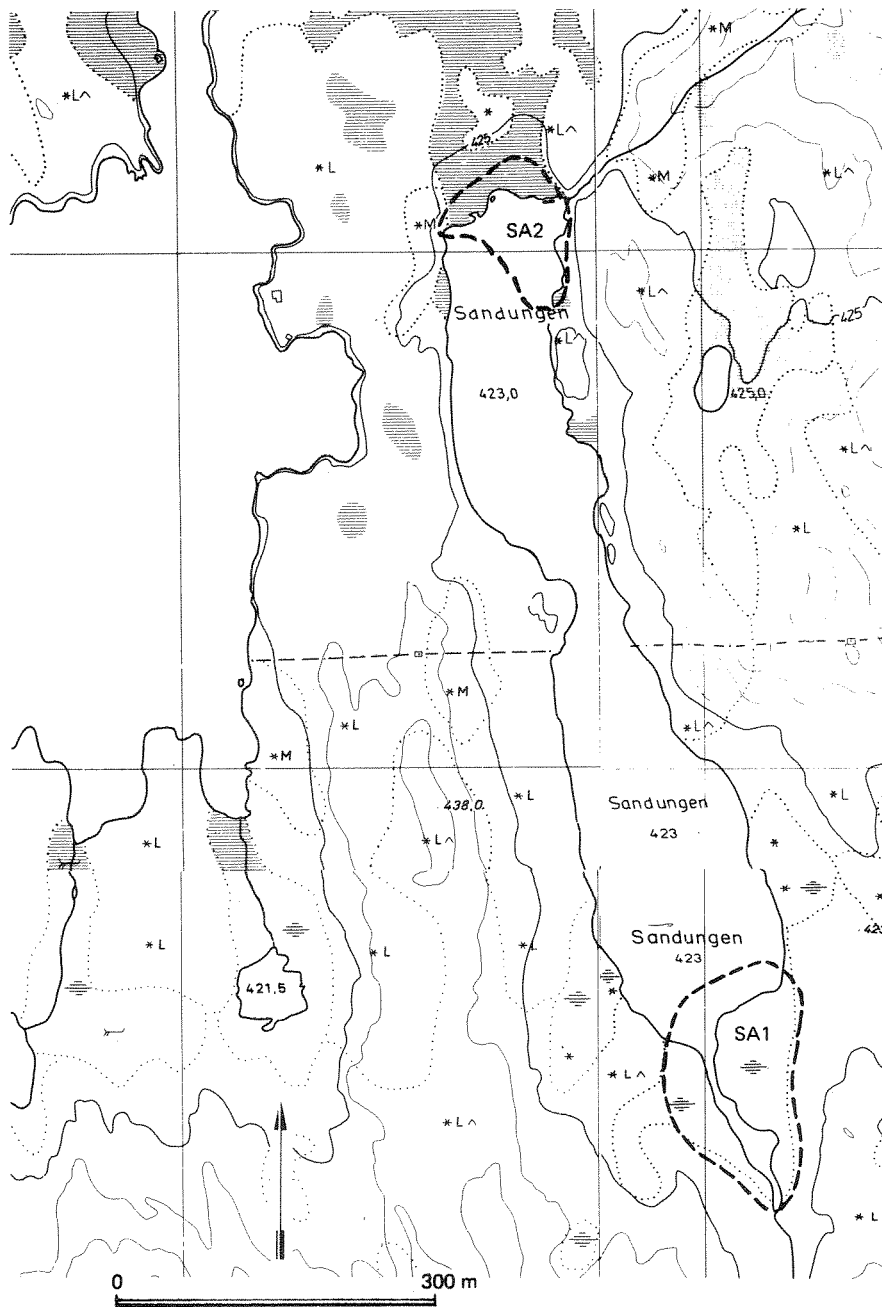 *M
*L^
*
*L^
425
*L
*M
*L^
*M
SA2
*L^
Sandungen
425
*L^
423,0
425,0
*L^
*L
*M
*L
*L^
*M
Sandungen
*L
*L
438,0
423
*L
*L^
*
*
*
Sandungen
423
*L
*L
*L
421.5
*
SA1
*
*L^
*L^
*L
0
300 m